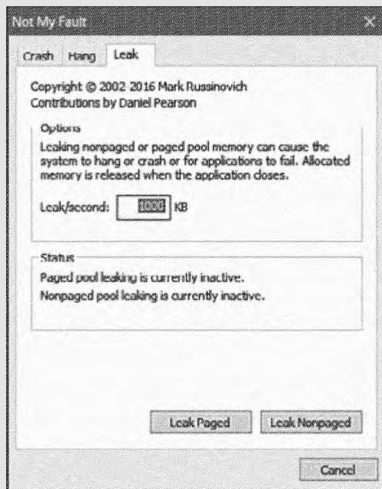 Not My Fault
Crash Hang Leak
Copyright © 2002-2016 Mark Russinovich
Contributions by Daniel Pearson
Options
Leaking nonpaged or paged pool memory can cause the
system to hang or crash or for applications to fail. Allocated
memory is released when the application closes.
Leak/second: 1000 KB
Status
Paged pool leaking is currently inactive.
Nonpaged pool leaking is currently inactive.
Leak Paged Leak Nonpaged
Cancel